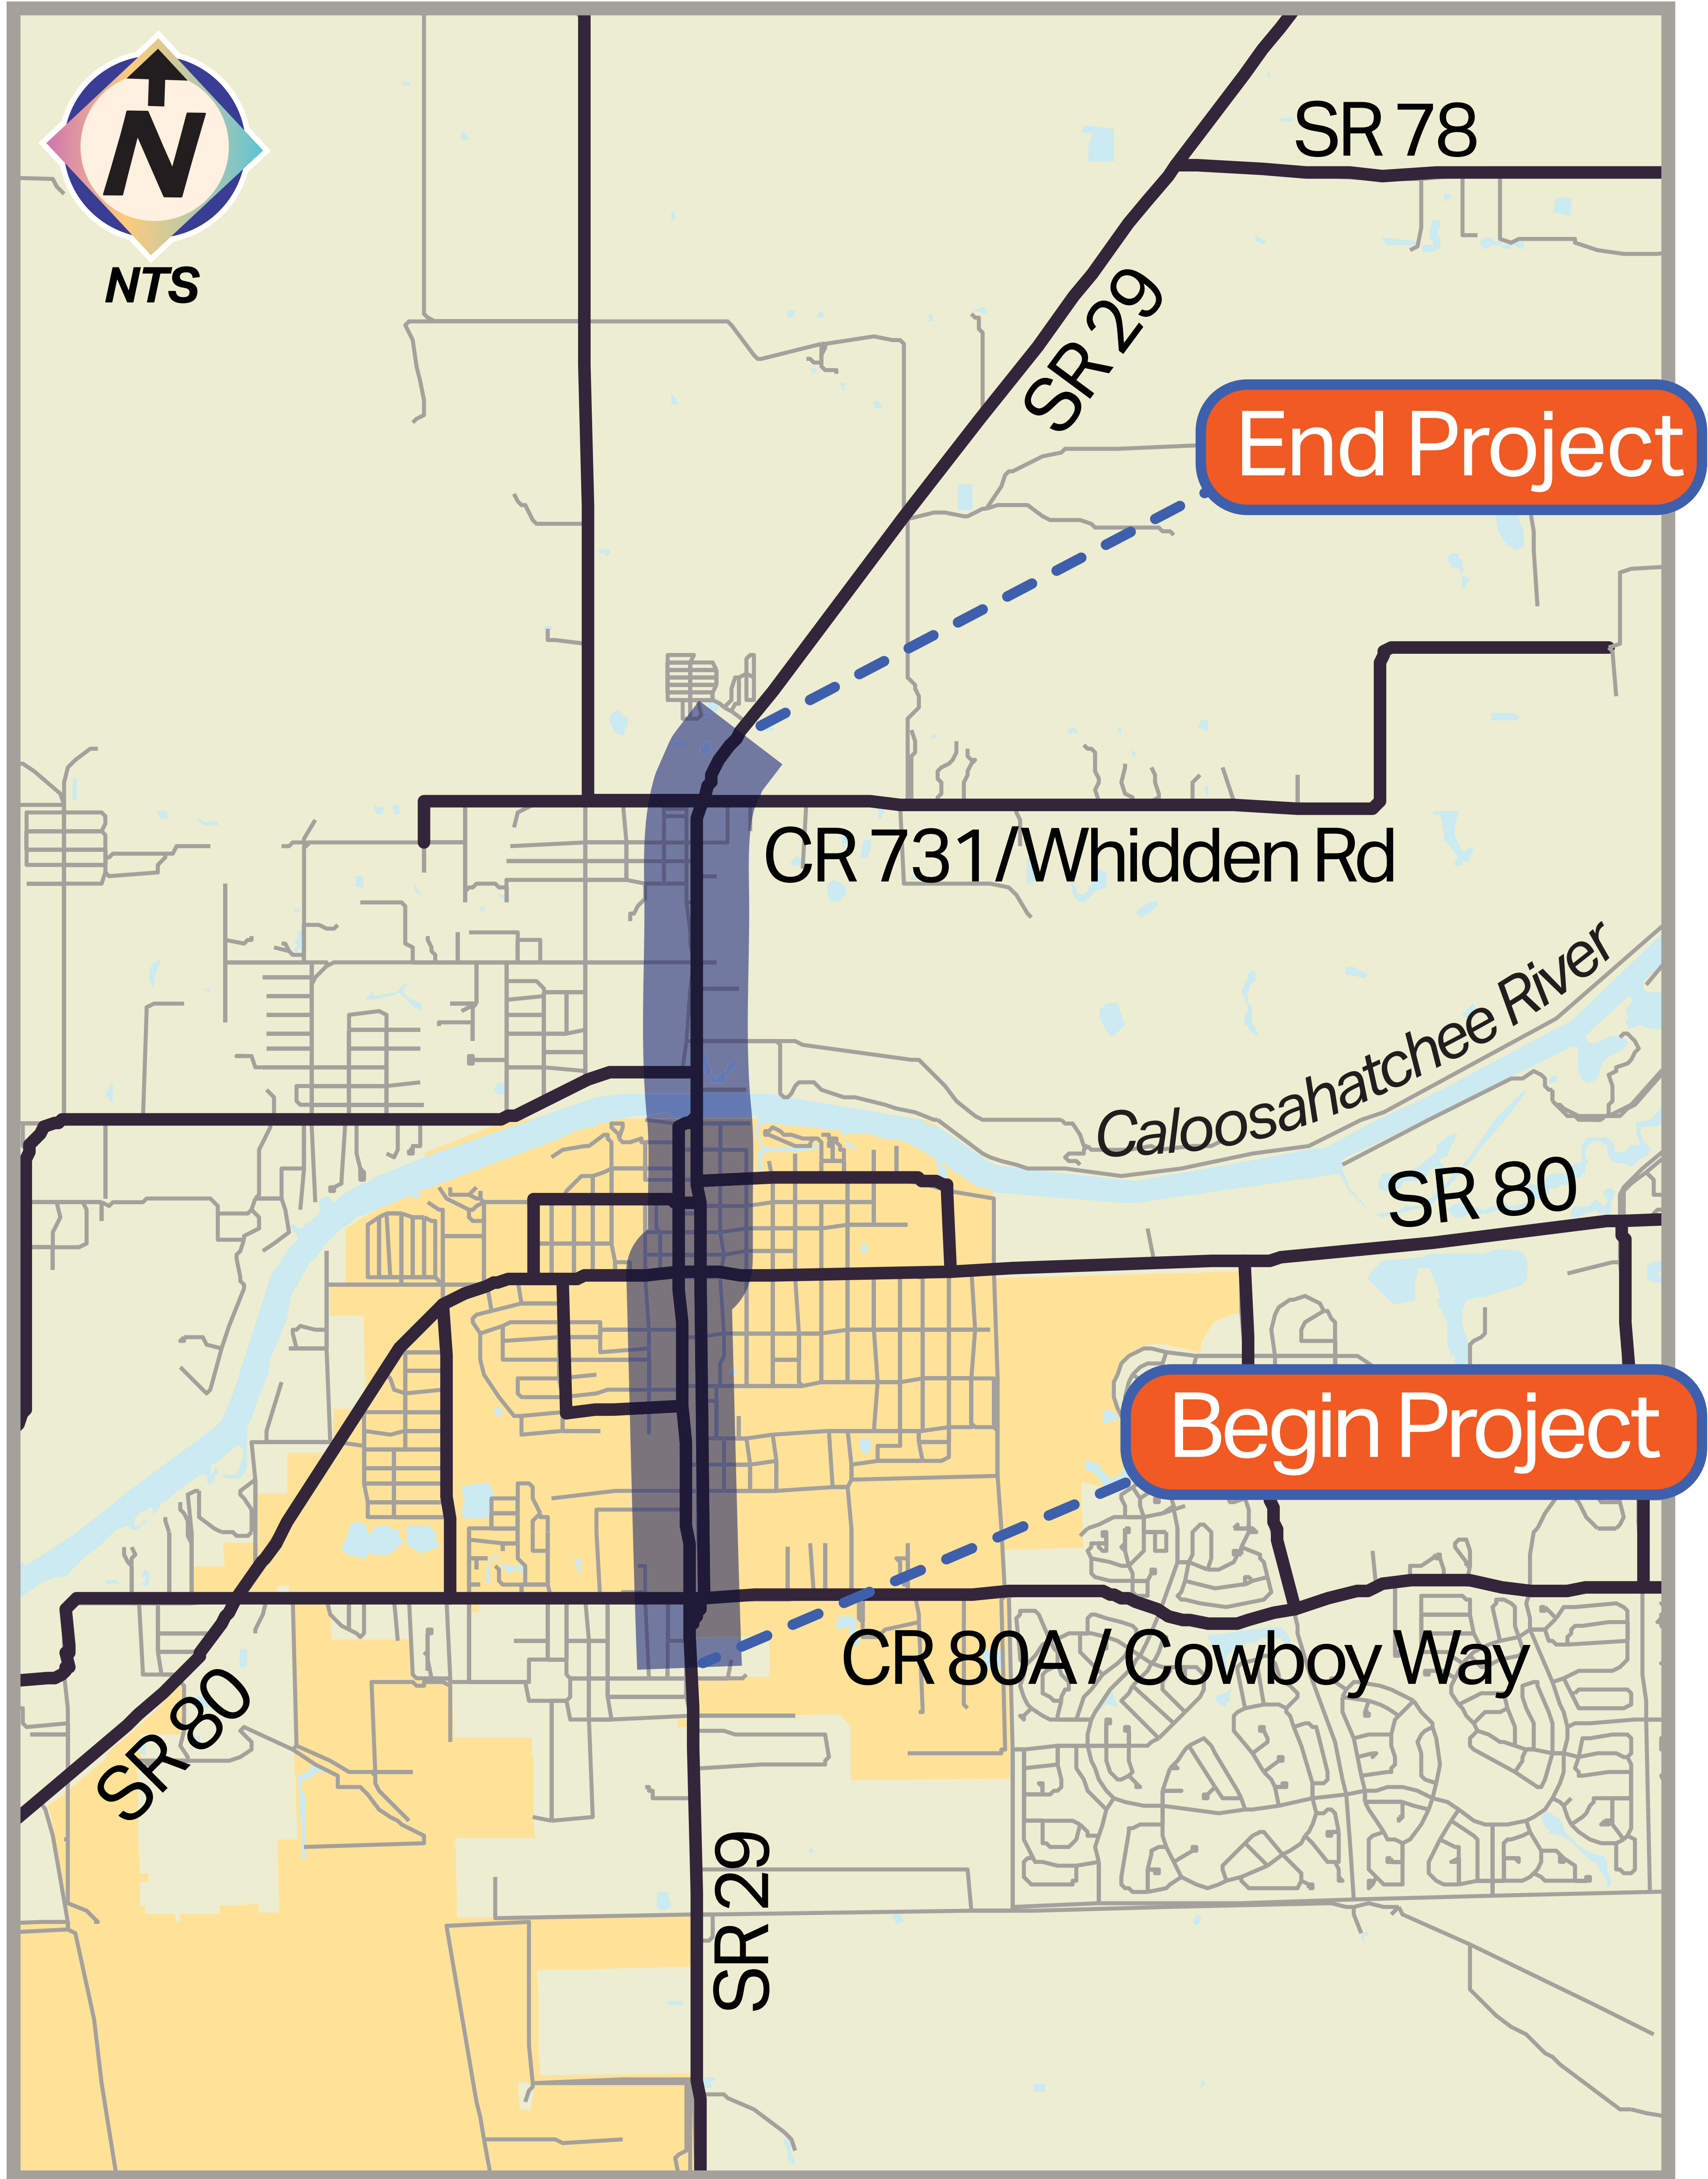 N
NTS
SR 78
SR 29
End Project
CR 731/Whidden Rd
Caloosahatchee River
SR 80
Begin Project
CR 80A / Cowboy Way
SR 80
SR 29